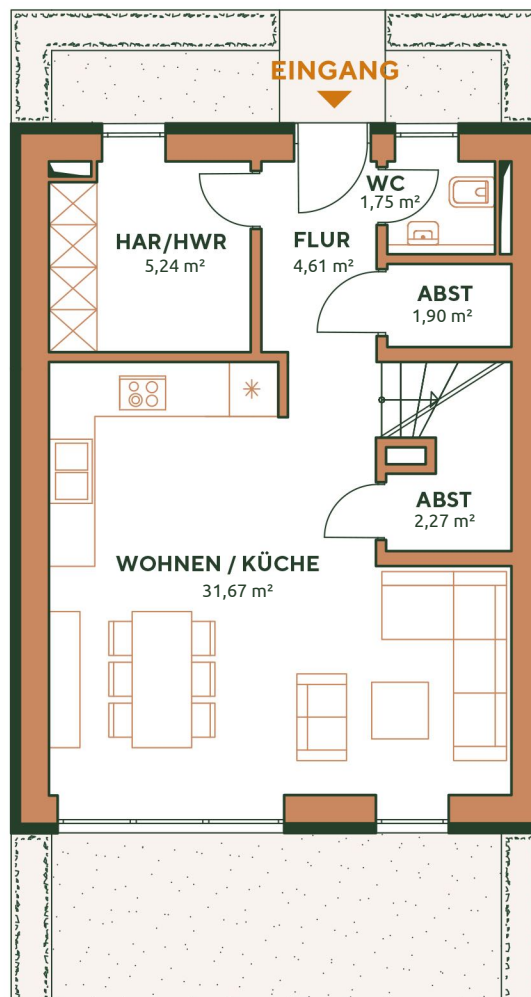 EINGANG
WC
1,75 m²
HAR/HWR
5,24 m²
FLUR
4,61 m²
ABST
1,90 m²
ABST
2,27 m²
WOHNEN / KÜCHE
31,67 m²